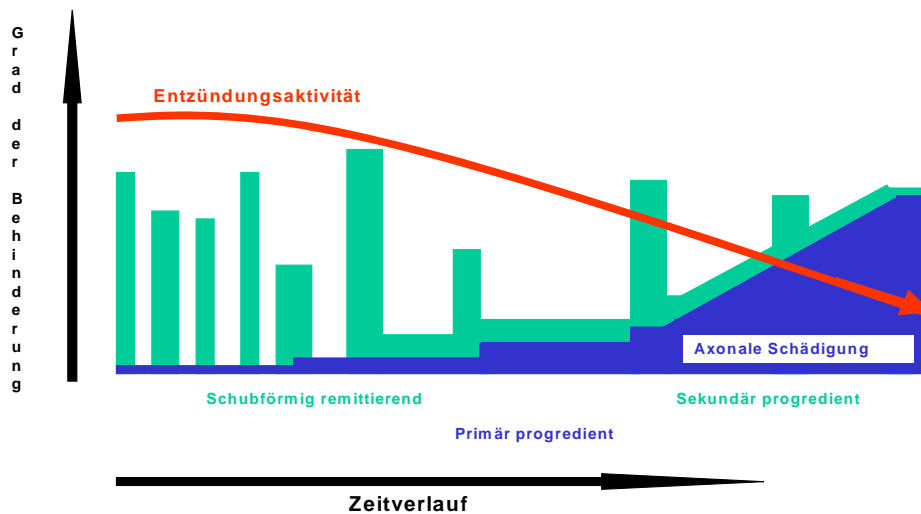 Grad der Behinderung
Entzündungsaktivität
Axonale Schädigung
Schubförmig remittierend
Sekundär progredient
Primär progredient
Zeitverlauf